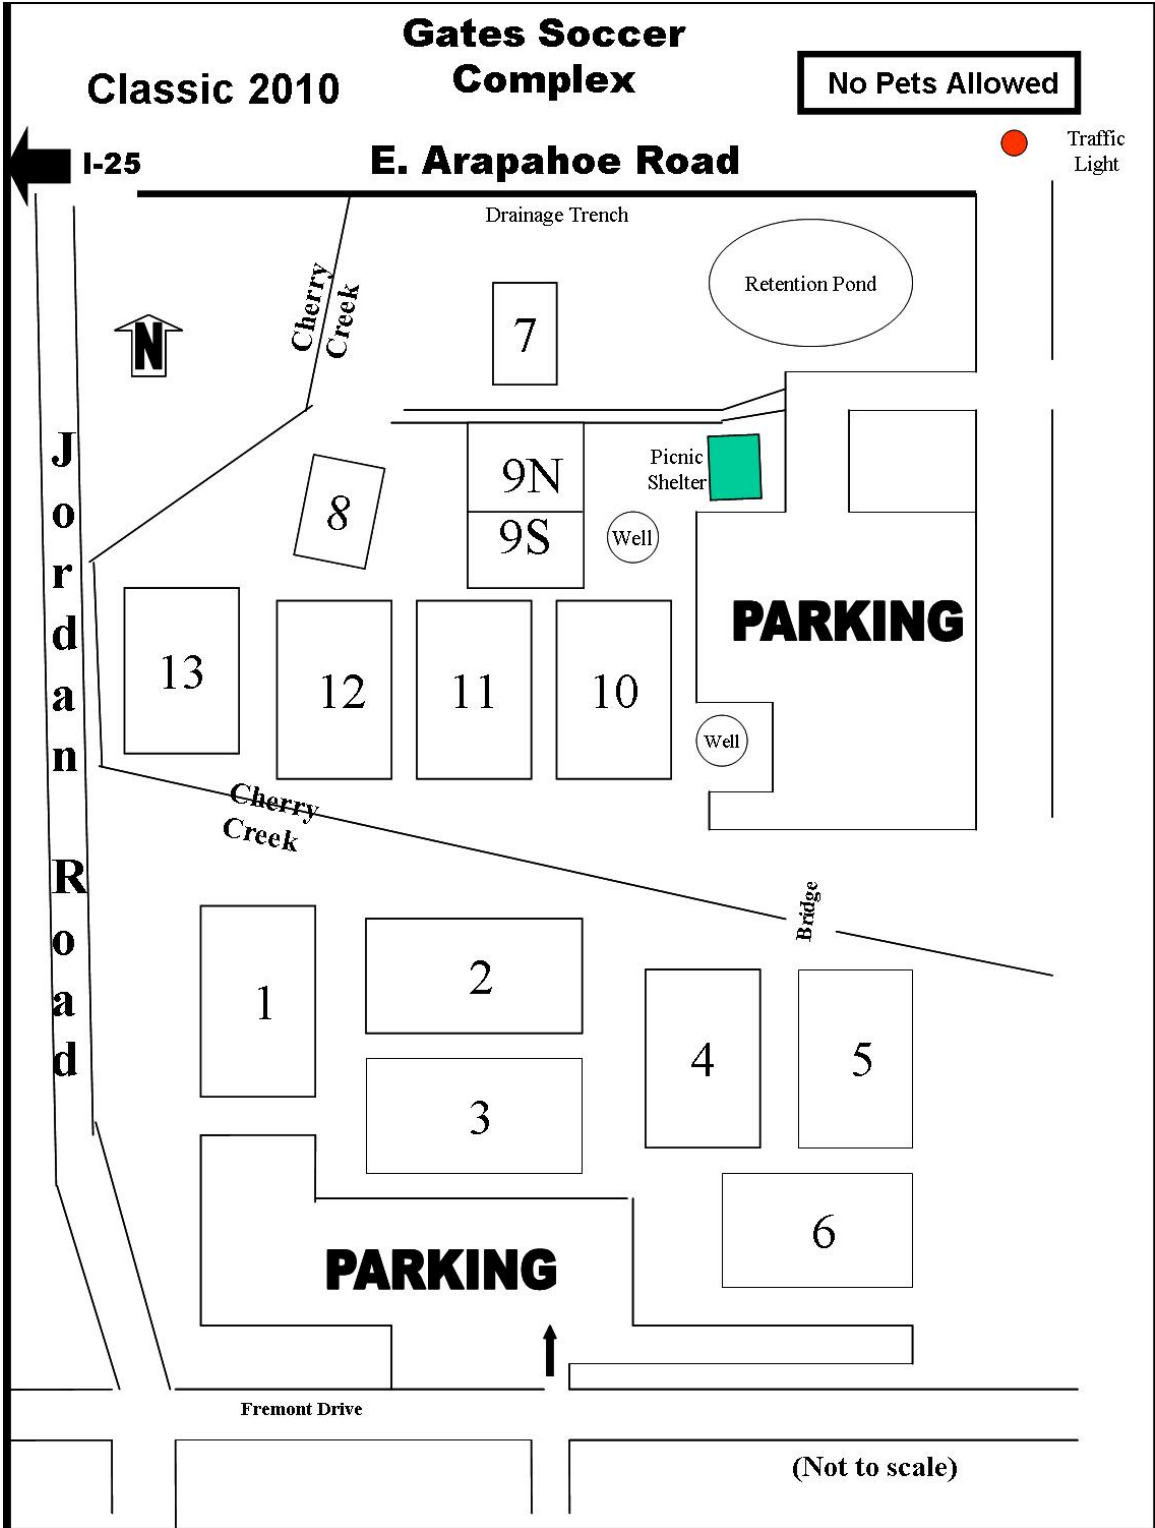 Gates Soccer
Complex
Classic 2010
No Pets Allowed
Traffic
Light
I-25
E. Arapahoe Road
Drainage Trench
Retention Pond
Cherry
Creek
7
N
Jordan Road
Picnic
Shelter
9N
8
9S
Well
PARKING
13
12
11
10
Well
Cherry
Creek
Bridge
1
2
4
5
3
6
PARKING
Fremont Drive
(Not to scale)